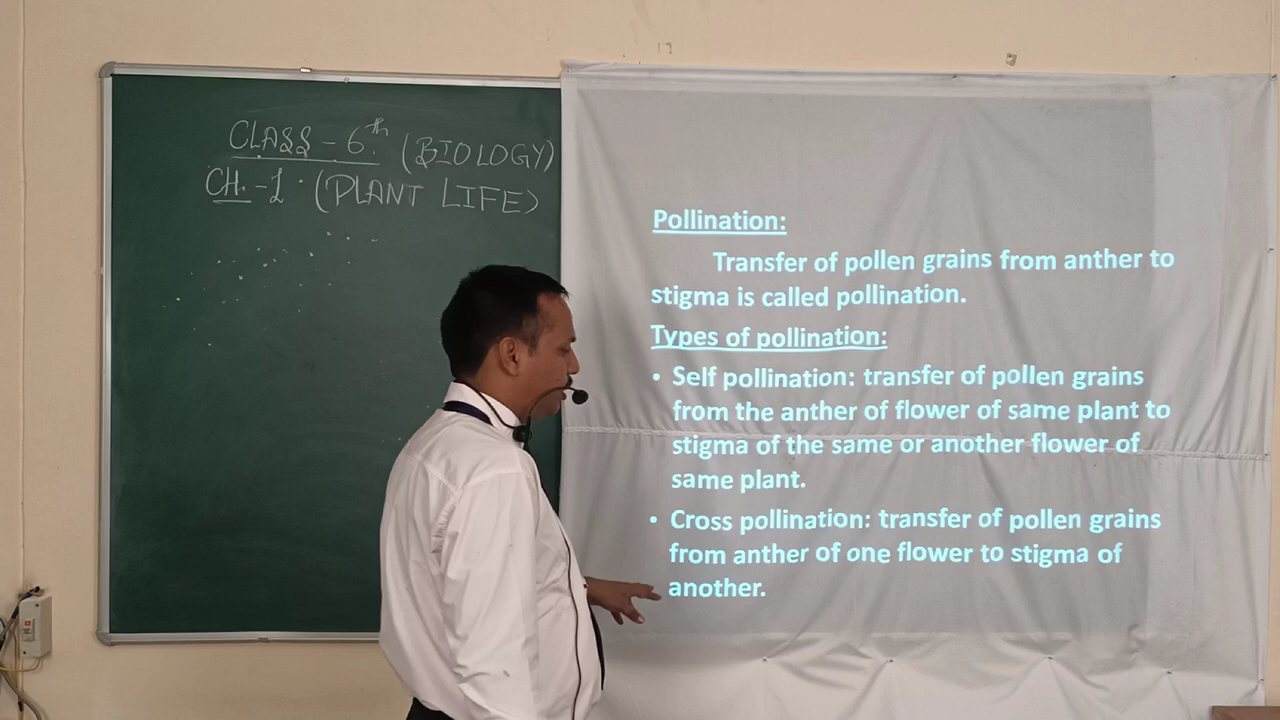 CLASS - 6th (BIOLOGY)
CH. - 1. (PLANT LIFE)
Pollination:
Transfer of pollen grains from anther to
stigma is called pollination.
Types of pollination:
• Self pollination: transfer of pollen grains
from the anther of flower of same plant to
stigma of the same or another flower of
same plant.
• Cross pollination: transfer of pollen grains
from anther of one flower to stigma of
another.